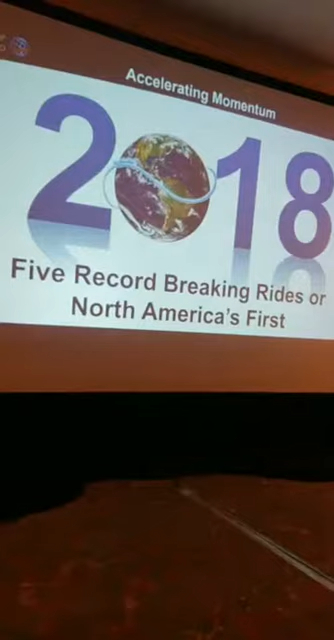 Accelerating Momentum
2018
Five Record Breaking Rides or
North America's First